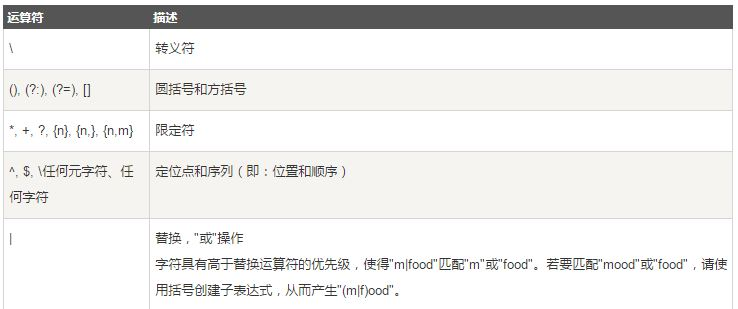 运算符 描述
\ 转义符
(), (?:), (?=), [] 圆括号和方括号
*, +, ?, {n}, {n,}, {n,m} 限定符
^, $, \任何元字符、任 定位点和序列（即：位置和顺序）
何字符
| 替换，"或"操作
字符具有高于替换运算符的优先级，使得"m|food"匹配"m"或"food"。若要匹配"mood"或"food"，请使
用括号创建子表达式，从而产生"(m|f)ood"。